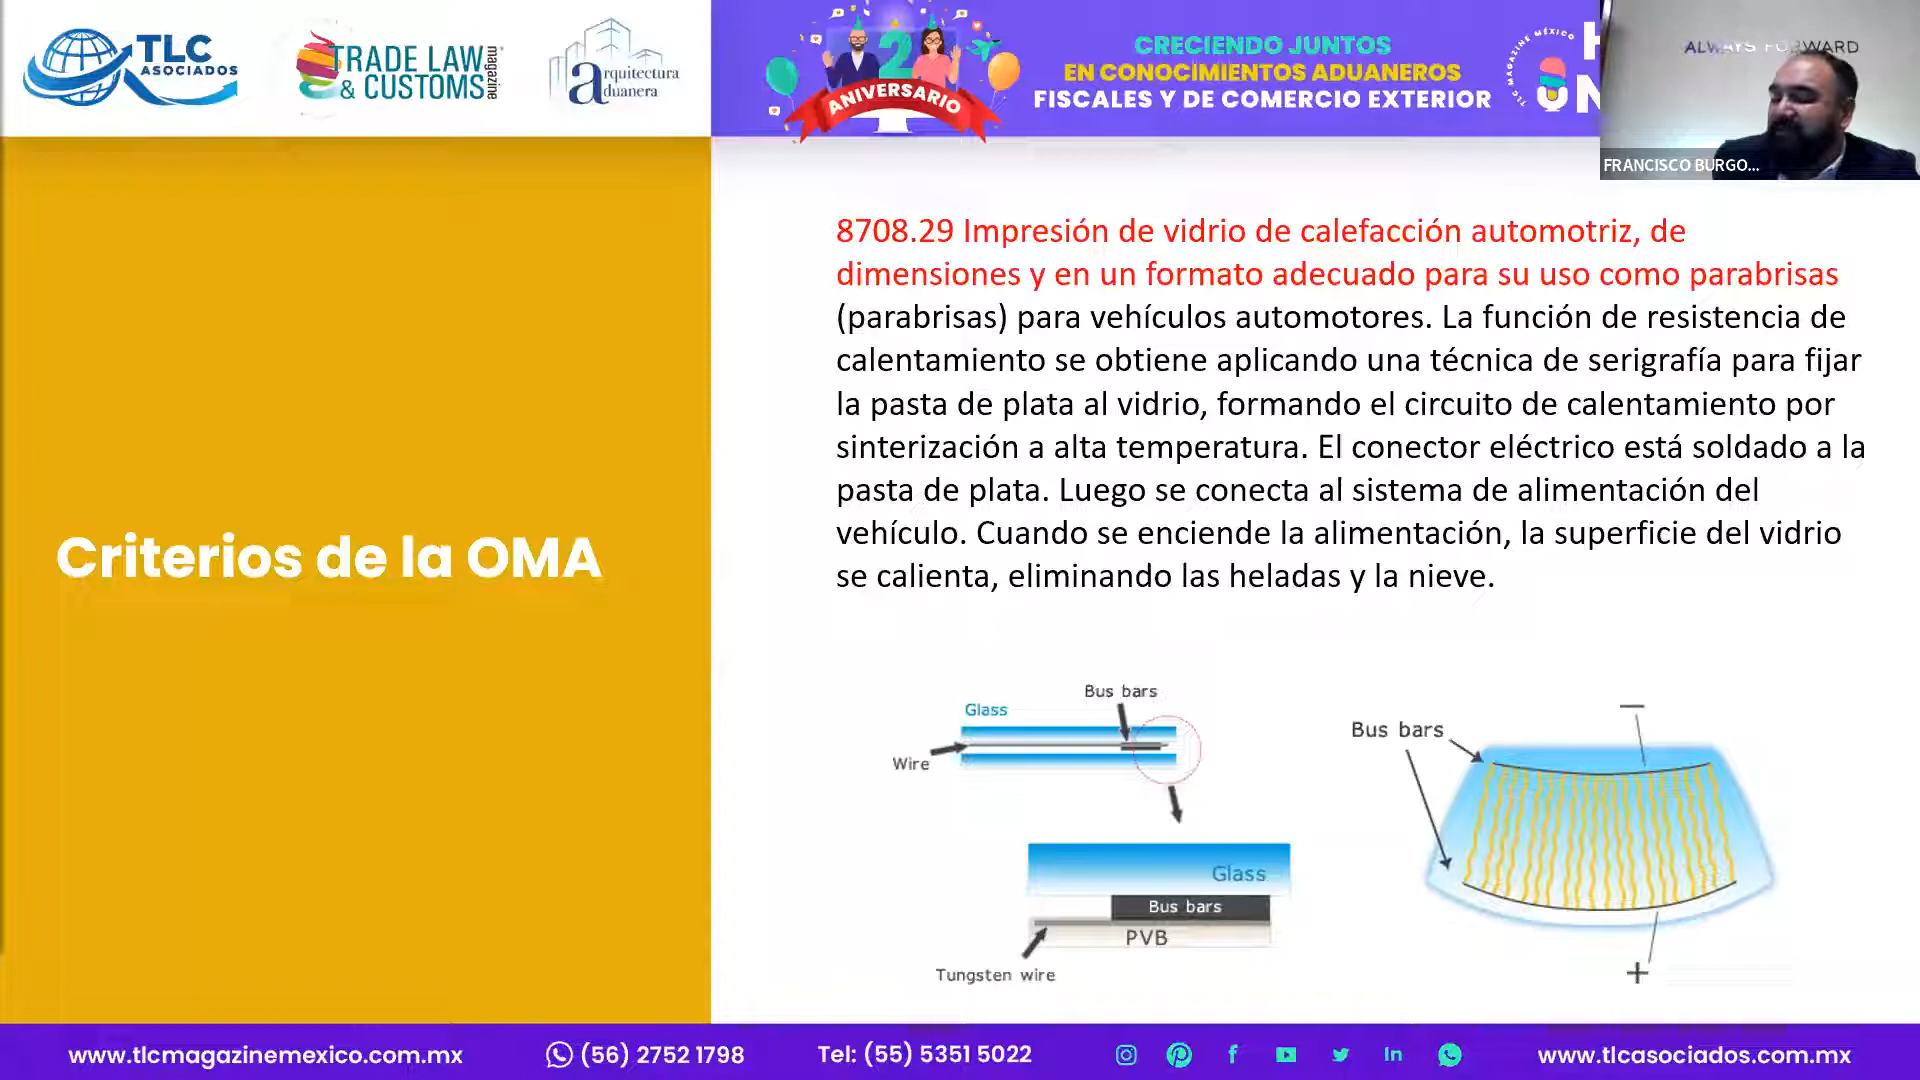 TLC
ASOCIADOS
TRADE LAW
& CUSTOMS
magazine
arquitectura
aduanera
2
ANIVERSARIO
CRECIENDO JUNTOS
EN CONOCIMIENTOS ADUANEROS
FISCALES Y DE COMERCIO EXTERIOR
TLC MAGAZINE MÉXICO
ALWAYS FORWARD
FRANCISCO BURGO...
Criterios de la OMA
8708.29 Impresión de vidrio de calefacción automotriz, de
dimensiones y en un formato adecuado para su uso como parabrisas
(parabrisas) para vehículos automotores. La función de resistencia de
calentamiento se obtiene aplicando una técnica de serigrafía para fijar
la pasta de plata al vidrio, formando el circuito de calentamiento por
sinterización a alta temperatura. El conector eléctrico está soldado a la
pasta de plata. Luego se conecta al sistema de alimentación del
vehículo. Cuando se enciende la alimentación, la superficie del vidrio
se calienta, eliminando las heladas y la nieve.
Bus bars
Glass
Wire
Glass
Bus bars
PVB
Tungsten wire
−
Bus bars
+
www.tlcmagazinemexico.com.mx
(56) 2752 1798
Tel: (55) 5351 5022
www.tlcasociados.com.mx